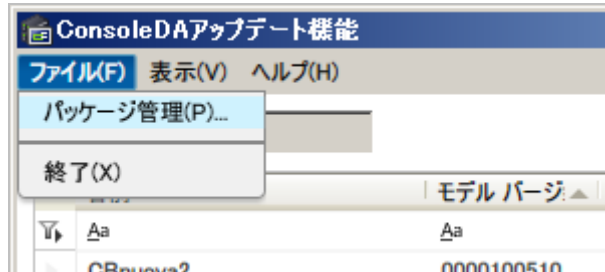 ConsoleDAアップデート機能
ファイル(F) 表示(V) ヘルプ(H)
パッケージ管理(P)...
終了(X)
モデル バージ
Aa Aa
CBnueva2 0000100510